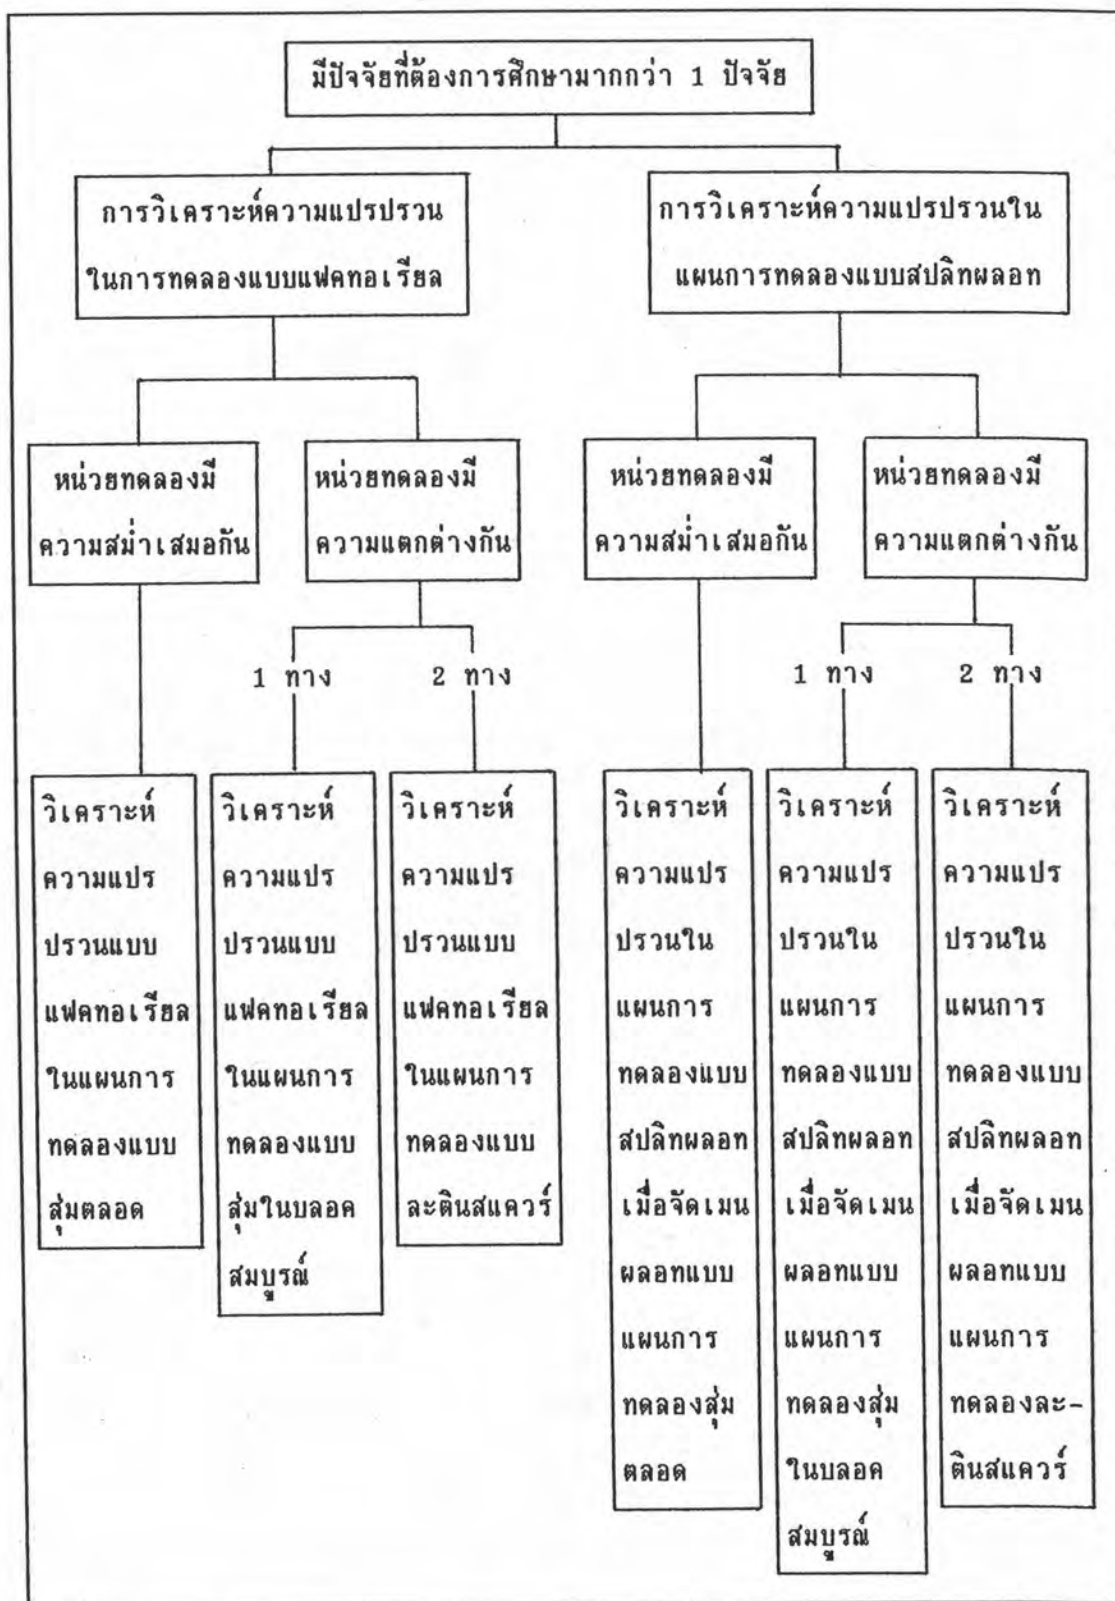 มีปัจจัยที่ต้องการศึกษามากกว่า 1 ปัจจัย
การวิเคราะห์ความแปรปรวน
ในการทดลองแบบแฟคทอเรียล
การวิเคราะห์ความแปรปรวนใน
แผนการทดลองแบบสปลิทพลอท
หน่วยทดลองมี
ความสม่ำเสมอกัน
หน่วยทดลองมี
ความแตกต่างกัน
หน่วยทดลองมี
ความสม่ำเสมอกัน
หน่วยทดลองมี
ความแตกต่างกัน
1 ทาง
2 ทาง
1 ทาง
2 ทาง
วิเคราะห์
ความแปร
ปรวนแบบ
แฟคทอเรียล
ในแผนการ
ทดลองแบบ
สุ่มตลอด
วิเคราะห์
ความแปร
ปรวนแบบ
แฟคทอเรียล
ในแผนการ
ทดลองแบบ
สุ่มในบลอค
สมบูรณ์
วิเคราะห์
ความแปร
ปรวนแบบ
แฟคทอเรียล
ในแผนการ
ทดลองแบบ
ละตินสแควร์
วิเคราะห์
ความแปร
ปรวนใน
แผนการ
ทดลองแบบ
สปลิทพลอท
เมื่อจัดเมน
พลอทแบบ
แผนการ
ทดลองสุ่ม
ตลอด
วิเคราะห์
ความแปร
ปรวนใน
แผนการ
ทดลองแบบ
สปลิทพลอท
เมื่อจัดเมน
พลอทแบบ
แผนการ
ทดลองสุ่ม
ในบลอค
สมบูรณ์
วิเคราะห์
ความแปร
ปรวนใน
แผนการ
ทดลองแบบ
สปลิทพลอท
เมื่อจัดเมน
พลอทแบบ
แผนการ
ทดลองละ-
ตินสแควร์